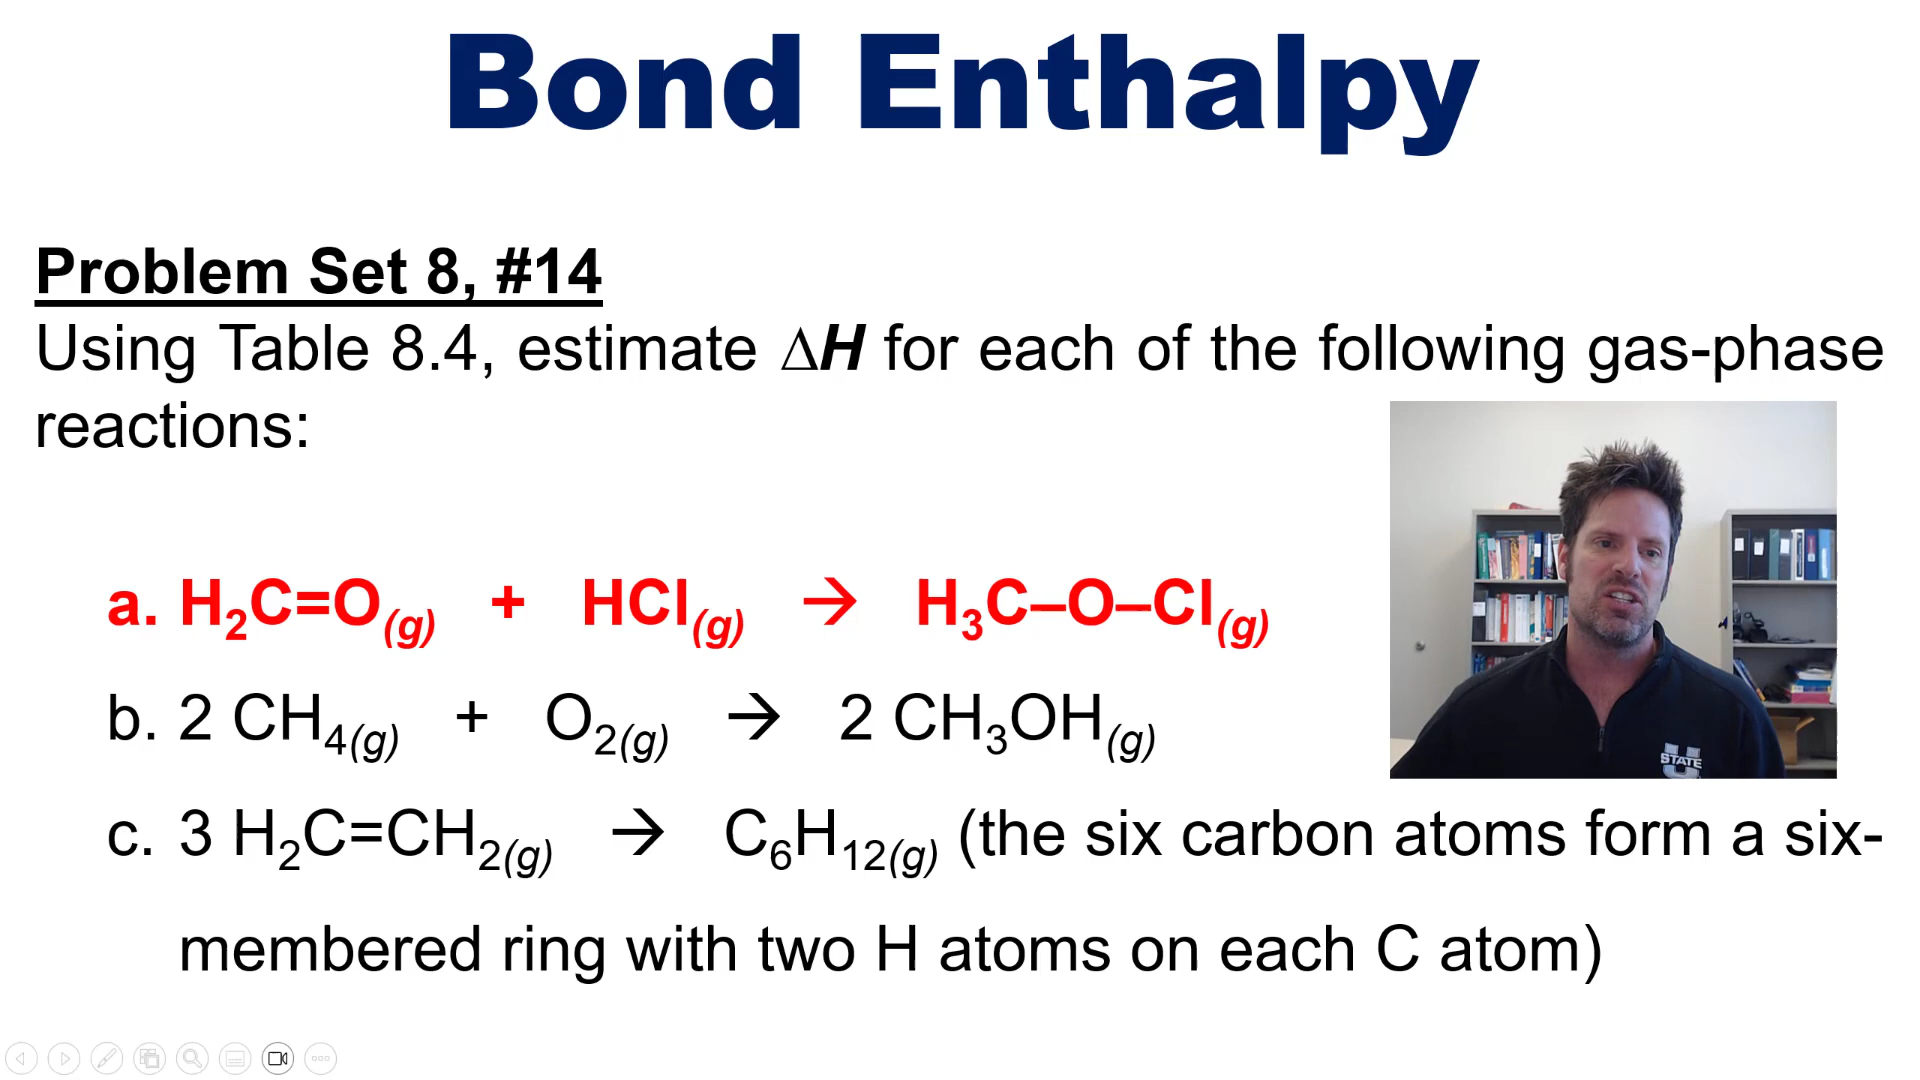 Bond Enthalpy
Problem Set 8, #14
Using Table 8.4, estimate ΔH for each of the following gas-phase
reactions:
a. H₂C=O(g) + HCl(g) → H₃C–O–Cl(g)
b. 2 CH₄(g) + O₂(g) → 2 CH₃OH(g)
c. 3 H₂C=CH₂(g) → C₆H₁₂(g) (the six carbon atoms form a six-
membered ring with two H atoms on each C atom)
U STATE